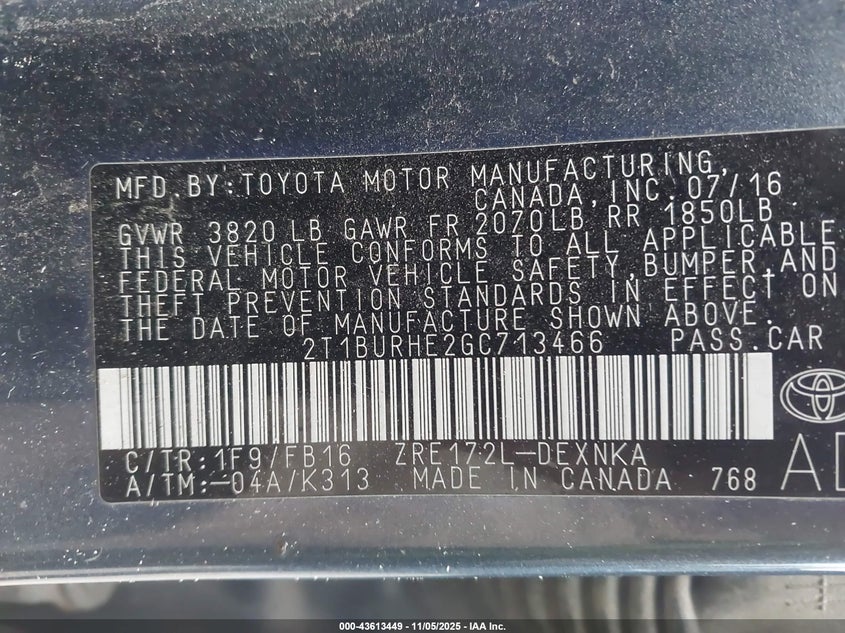 MFD.BY:TOYOTA MOTOR MANUFACTURING,
CANADA,INC.07/16
GVWR 3820 LB GAWR FR 2070LB RR 1850LB
THIS VEHICLE CONFORMS TO ALL APPLICABLE
FEDERAL MOTOR VEHICLE SAFETY,BUMPER,AND
THEFT PREVENTION STANDARDS IN EFFECT ON
THE DATE OF MANUFACTURE SHOWN ABOVE.
2T1BURHE2GC713466 PASS.CAR
C/TR:1F9/FB16 ZRE172L-DEXNKA
A/TM:-04A/K313 MADE IN CANADA 768
000-43613449 - 11/05/2025 - IAA Inc.